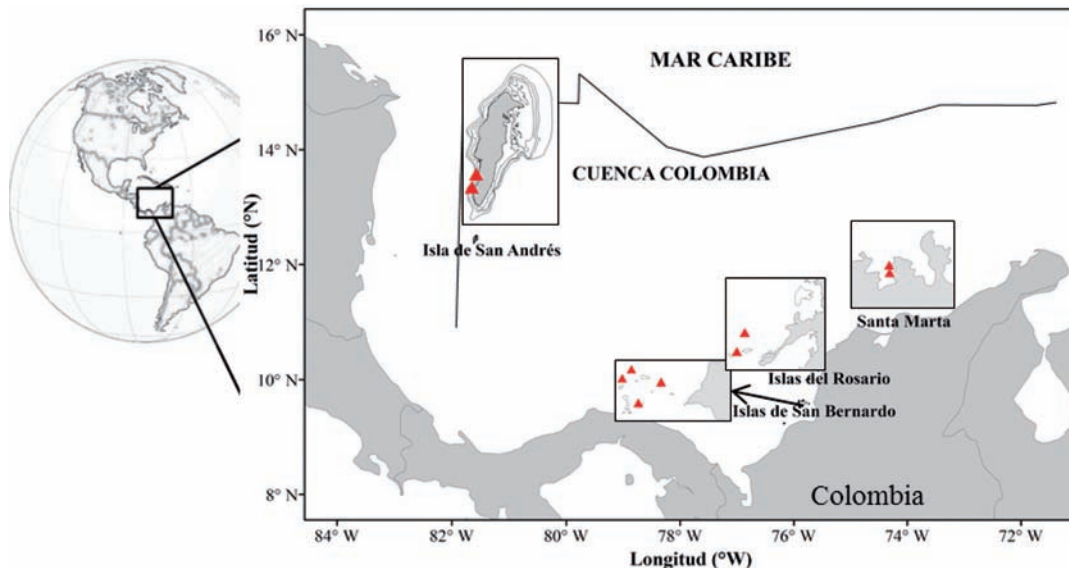 16° N
MAR CARIBE
14° N
CUENCA COLOMBIA
Latitud (°N)
Isla de San Andrés
12° N
Santa Marta
10° N
Islas del Rosario
Islas de San Bernardo
8° N
Colombia
84° W
82° W
80° W
78° W
76° W
74° W
72° W
Longitud (°W)